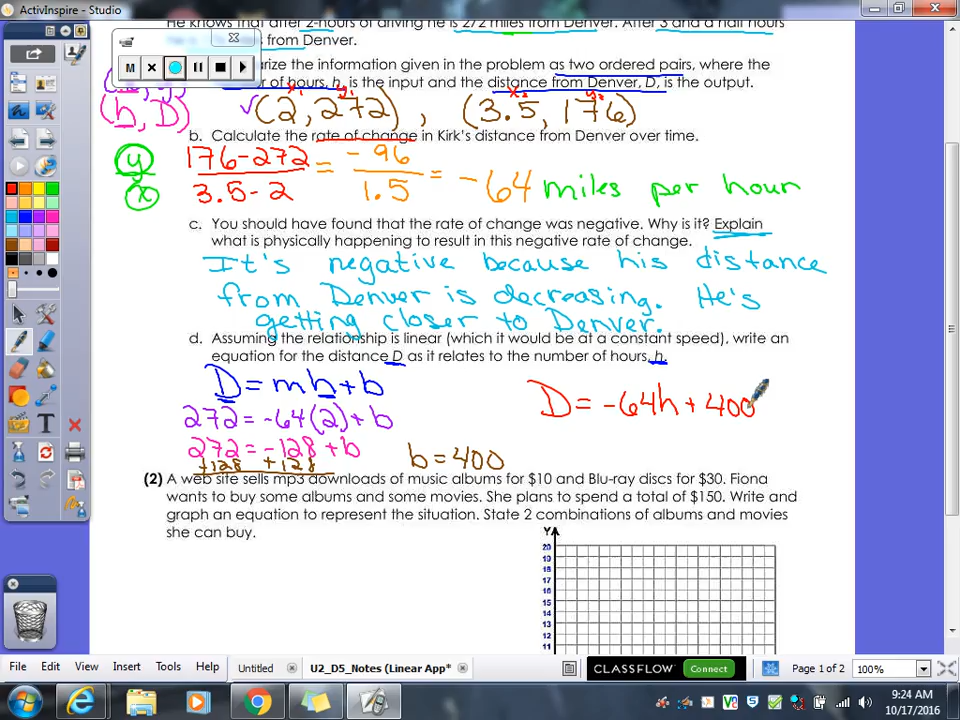 ActivInspire - Studio
He knows that after 2-hours of driving he is 272 miles from Denver. After 3 and a half hours
from Denver.
arize the information given in the problem as two ordered pairs, where the
of hours, h, is the input and the distance from Denver, D, is the output.
x1 y1 x2 y2
(h, D) (2, 272) , (3.5, 176)
b. Calculate the rate of change in Kirk's distance from Denver over time.
y 176-272 = -96 = -64 miles per hour
x 3.5-2 1.5
c. You should have found that the rate of change was negative. Why is it? Explain
what is physically happening to result in this negative rate of change.
It's negative because his distance
from Denver is decreasing. He's
getting closer to Denver.
d. Assuming the relationship is linear (which it would be at a constant speed), write an
equation for the distance D as it relates to the number of hours, h.
D = mh + b
D = -64h + 400
272 = -64(2) + b
272 = -128 + b
+128 +128
b = 400
(2) A web site sells mp3 downloads of music albums for $10 and Blu-ray discs for $30. Fiona
wants to buy some albums and some movies. She plans to spend a total of $150. Write and
graph an equation to represent the situation. State 2 combinations of albums and movies
she can buy.
Y
20
19
18
17
16
15
14
13
12
11
File Edit View Insert Tools Help Untitled U2_D5_Notes (Linear App* CLASSFLOW Connect Page 1 of 2 100%
9:24 AM
10/17/2016